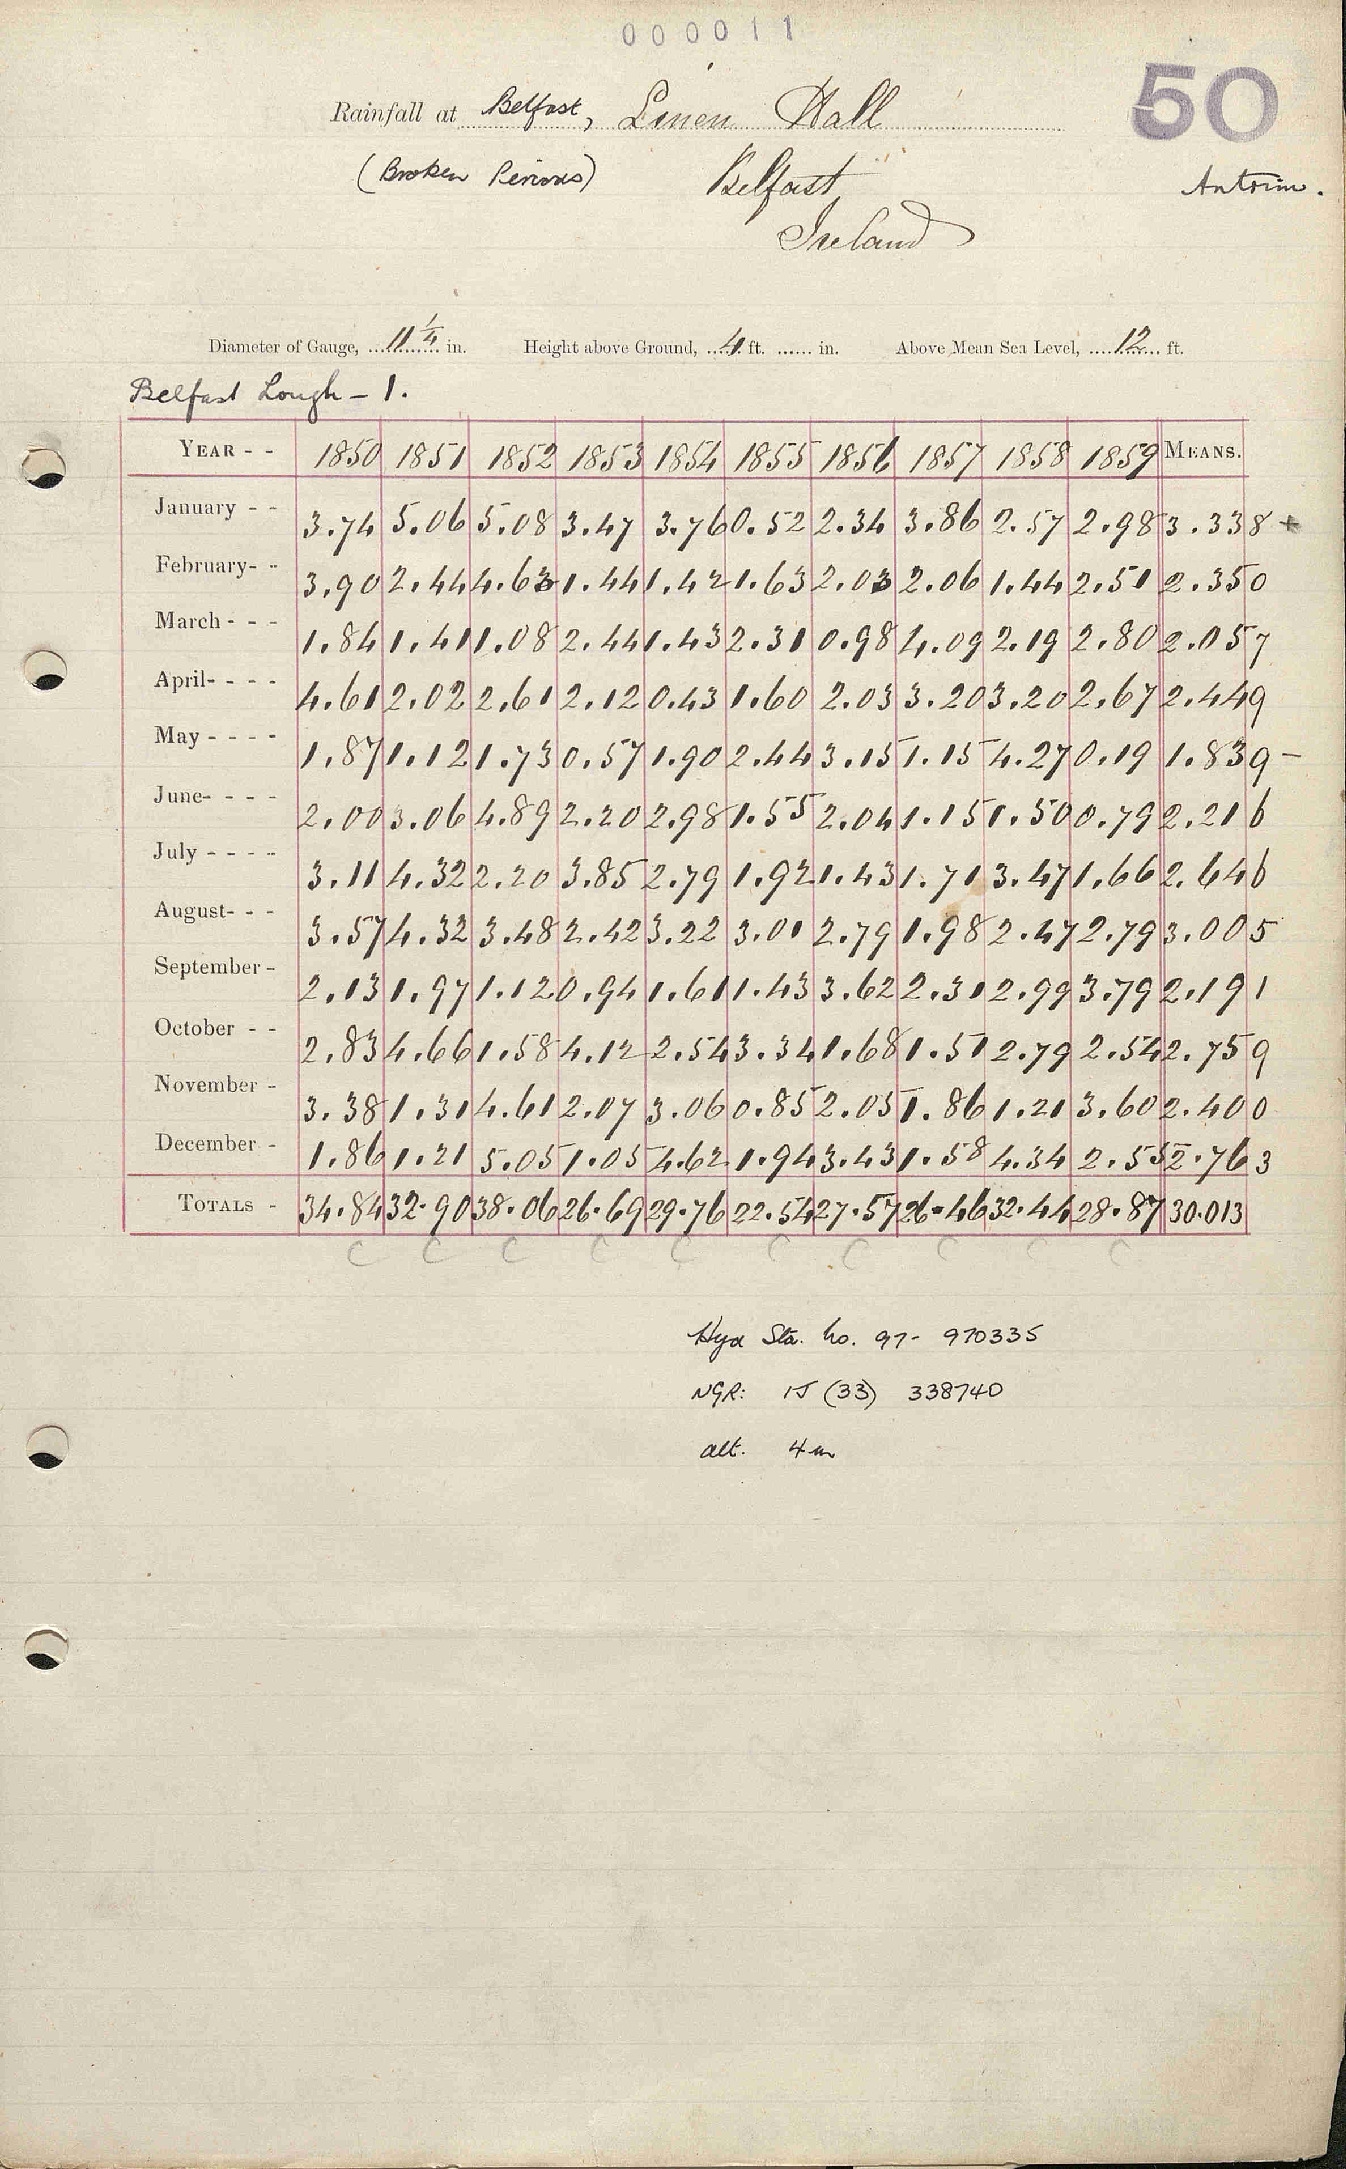 000011
50
Rainfall at Belfast, Linen Hall
(Broken Periods) Belfast Antrim.
Ireland
Diameter of Gauge, 11 1/4 in. Height above Ground, 4 ft. ...... in. Above Mean Sea Level, 12 ft.
Belfast Lough - 1.
YEAR - - 1850 1851 1852 1853 1854 1855 1856 1857 1858 1859 MEANS.
January - - 3.74 5.06 5.08 3.47 3.76 0.52 2.34 3.86 2.57 2.98 3.338 +
February- - 3.90 2.44 4.63 1.44 1.42 1.63 2.03 2.06 1.44 2.51 2.350
March - - - 1.84 1.41 1.08 2.44 1.43 2.31 0.98 4.09 2.19 2.80 2.057
April- - - - 4.61 2.02 2.61 2.12 0.43 1.60 2.03 3.20 3.20 2.67 2.449
May - - - - 1.87 1.12 1.73 0.57 1.90 2.44 3.15 1.15 4.27 0.19 1.839 -
June- - - - 2.00 3.06 4.89 2.20 2.98 1.55 2.04 1.15 1.50 0.79 2.216
July - - - - 3.11 4.32 2.20 3.85 2.79 1.92 1.43 1.71 3.47 1.66 2.646
August- - - 3.57 4.32 3.48 2.42 3.22 3.01 2.79 1.98 2.47 2.79 3.005
September - 2.13 1.97 1.12 0.94 1.61 1.43 3.62 2.31 2.99 3.79 2.191
October - - 2.83 4.66 1.58 4.12 2.54 3.34 1.68 1.51 2.79 2.54 2.759
November - 3.38 1.31 4.61 2.07 3.06 0.85 2.05 1.86 1.21 3.60 2.400
December - 1.86 1.21 5.05 1.05 4.62 1.94 3.43 1.58 4.34 2.55 2.763
TOTALS - 34.84 32.90 38.06 26.69 29.76 22.54 27.57 26.46 32.44 28.87 30.013
C C C C C C C C C C
Hyd Sta. No. 97- 970335
NGR: IJ (33) 338740
alt. 4m